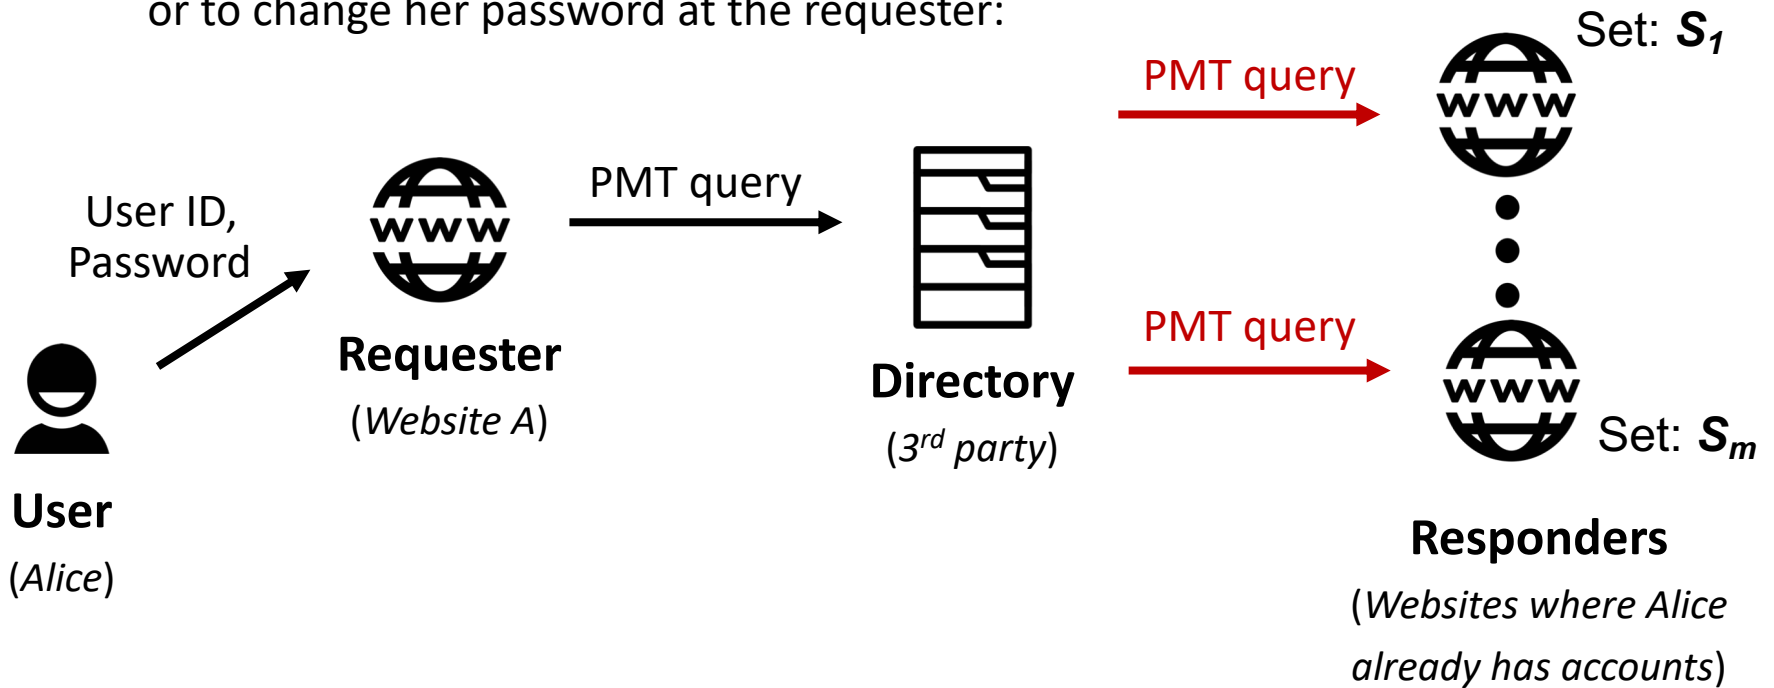 or to change her password at the requester:
Set: S1
PMT query
www
PMT query
User ID,
Password
www
Requester
(Website A)
Directory
(3rd party)
PMT query
www
Set: Sm
User
(Alice)
Responders
(Websites where Alice
already has accounts)